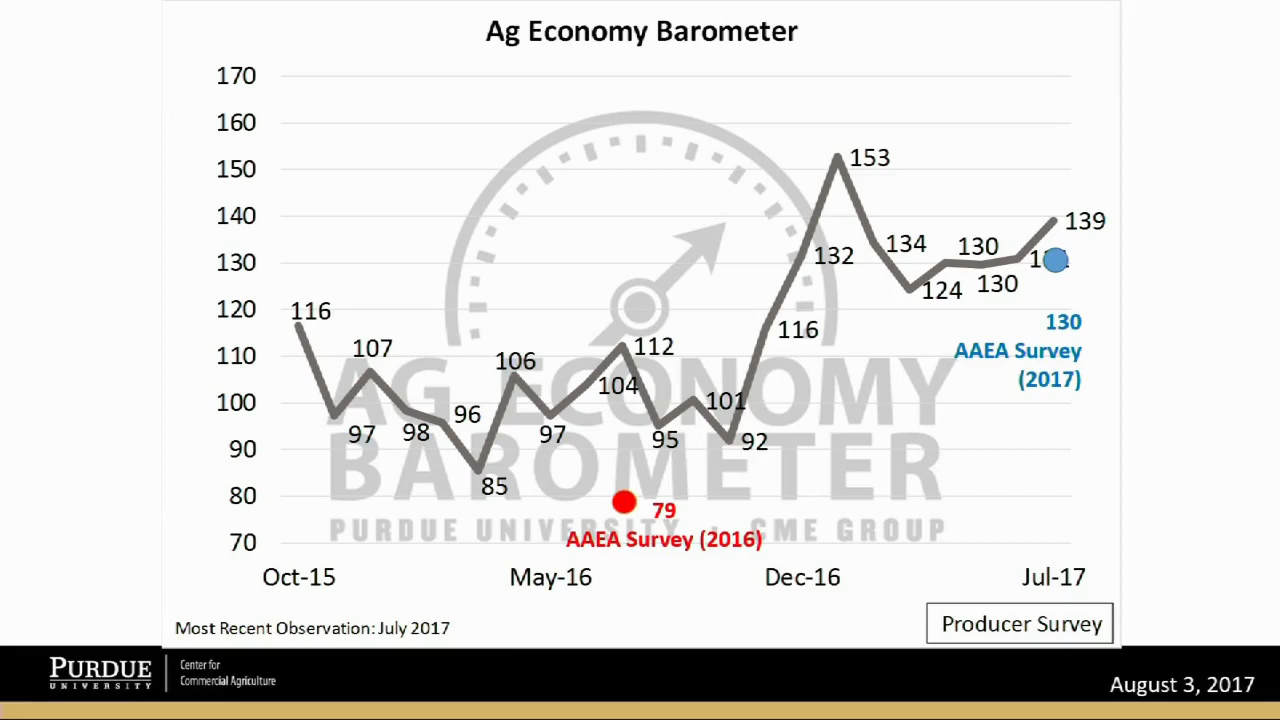 Ag Economy Barometer
170
160
150
140
130
120
110
100
90
80
70
116
97
107
98
96
85
106
97
104
112
95
101
92
116
132
153
134
124
130
130
139
130
AAEA Survey
(2017)
79
AAEA Survey (2016)
AG ECONOMY
BAROMETER
PURDUE UNIVERSITY · CME GROUP
Oct-15 May-16 Dec-16 Jul-17
Most Recent Observation: July 2017
Producer Survey
PURDUE
UNIVERSITY
Center for
Commercial Agriculture
August 3, 2017